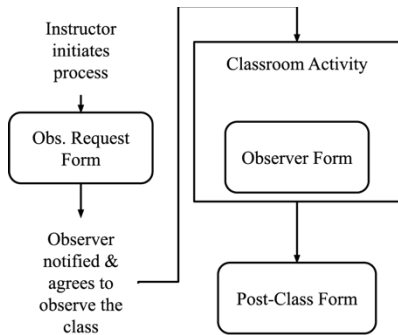 Instructor
initiates
process
Obs. Request
Form
Observer
notified &
agrees to
observe the
class
Classroom Activity
Observer Form
Post-Class Form